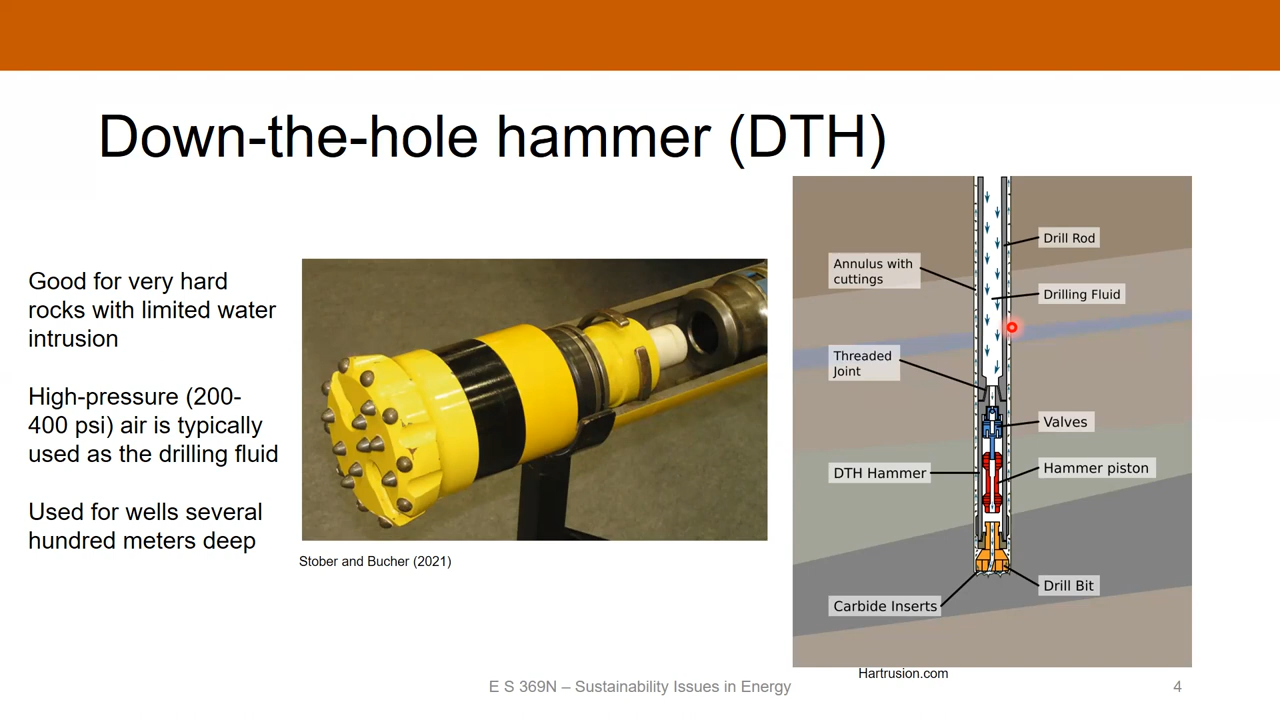 Down-the-hole hammer (DTH)
Good for very hard
rocks with limited water
intrusion
High-pressure (200-
400 psi) air is typically
used as the drilling fluid
Used for wells several
hundred meters deep
Stober and Bucher (2021)
Drill Rod
Annulus with
cuttings
Drilling Fluid
Threaded
Joint
Valves
DTH Hammer
Hammer piston
Drill Bit
Carbide Inserts
Hartrusion.com
E S 369N – Sustainability Issues in Energy
4